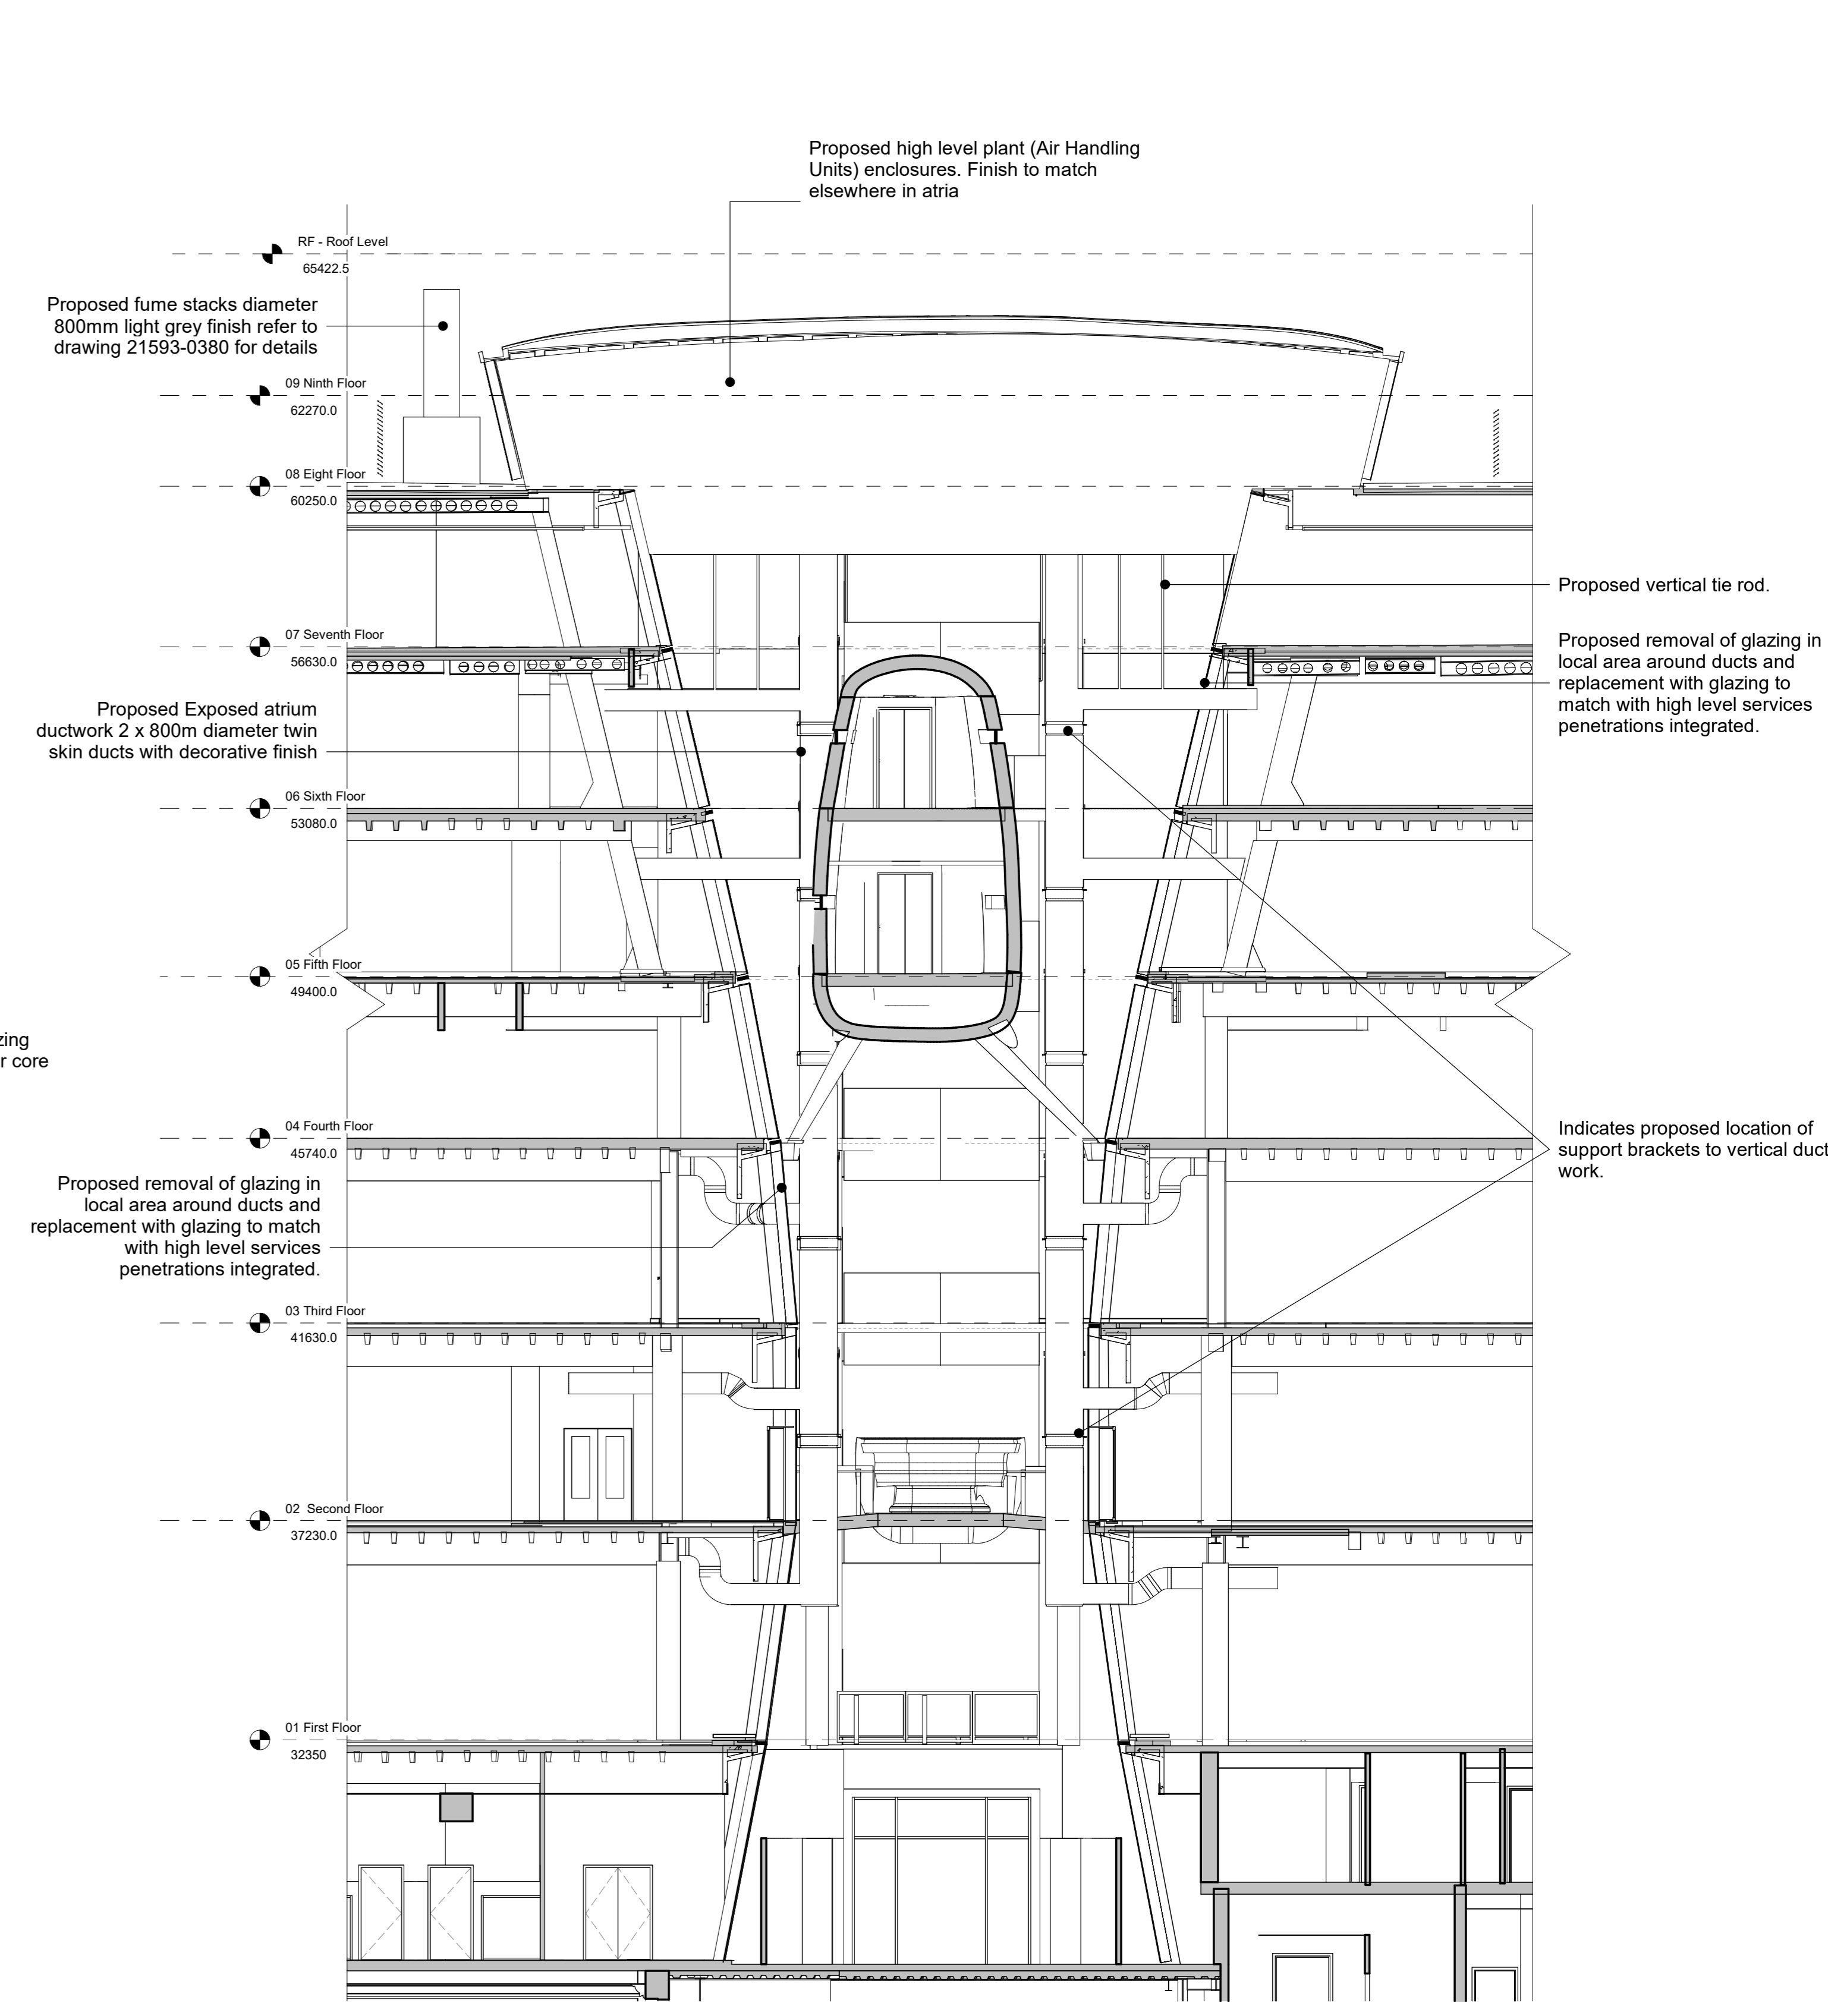 Proposed high level plant (Air Handling
Units) enclosures. Finish to match
elsewhere in atria
RF - Roof Level
65422.5
Proposed fume stacks diameter
800mm light grey finish refer to
drawing 21593-0380 for details
09 Ninth Floor
62270.0
08 Eight Floor
60250.0
Proposed vertical tie rod.
07 Seventh Floor
56630.0
Proposed removal of glazing in
local area around ducts and
replacement with glazing to
match with high level services
penetrations integrated.
Proposed Exposed atrium
ductwork 2 x 800m diameter twin
skin ducts with decorative finish
06 Sixth Floor
53080.0
05 Fifth Floor
49400.0
zing
r core
04 Fourth Floor
45740.0
Indicates proposed location of
support brackets to vertical duct
work.
Proposed removal of glazing in
local area around ducts and
replacement with glazing to match
with high level services
penetrations integrated.
03 Third Floor
41630.0
02 Second Floor
37230.0
01 First Floor
32350